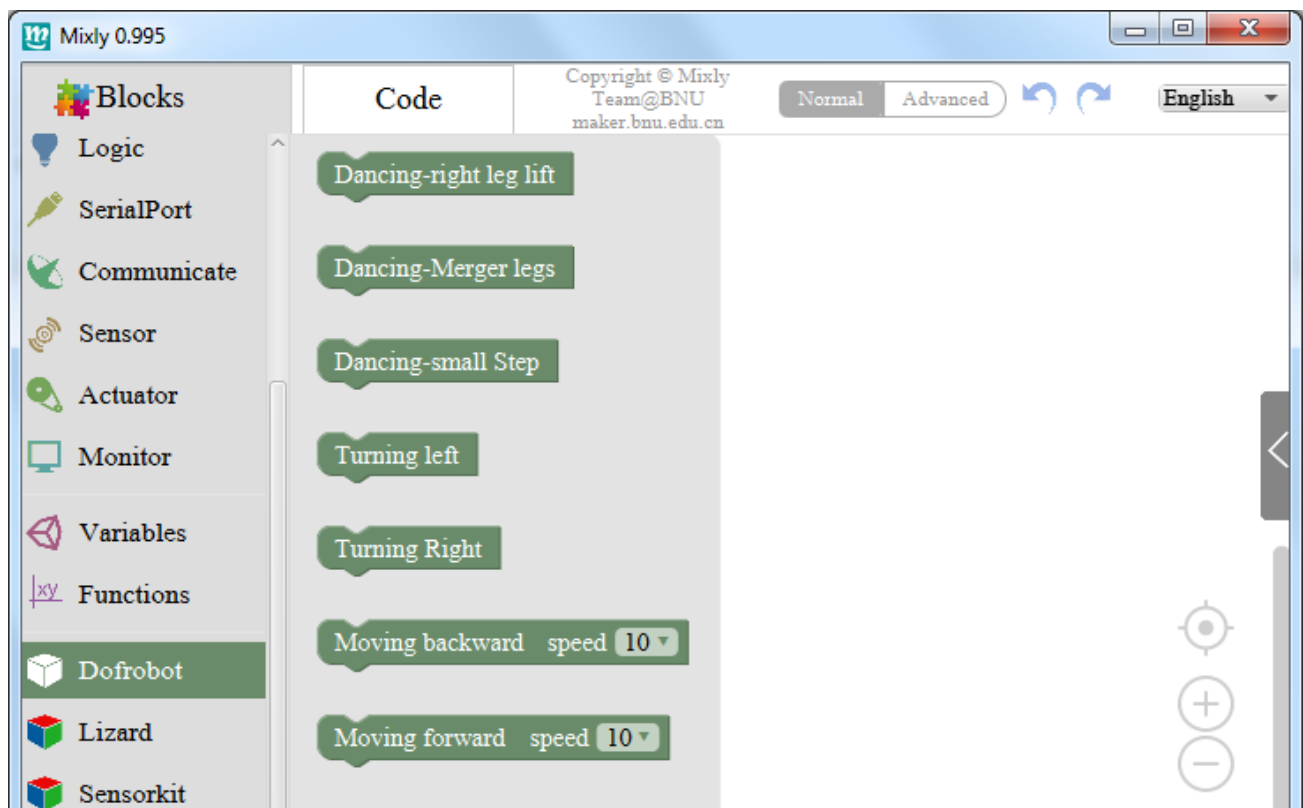 Mixly 0.995
Blocks
Code
Copyright © Mixly
Team@BNU
maker.bnu.edu.cn
Normal
Advanced
English
Logic
SerialPort
Communicate
Sensor
Actuator
Monitor
Variables
xy
Functions
Dofrobot
Lizard
Sensorkit
Dancing-right leg lift
Dancing-Merger legs
Dancing-small Step
Turning left
Turning Right
Moving backward speed 10
Moving forward speed 10